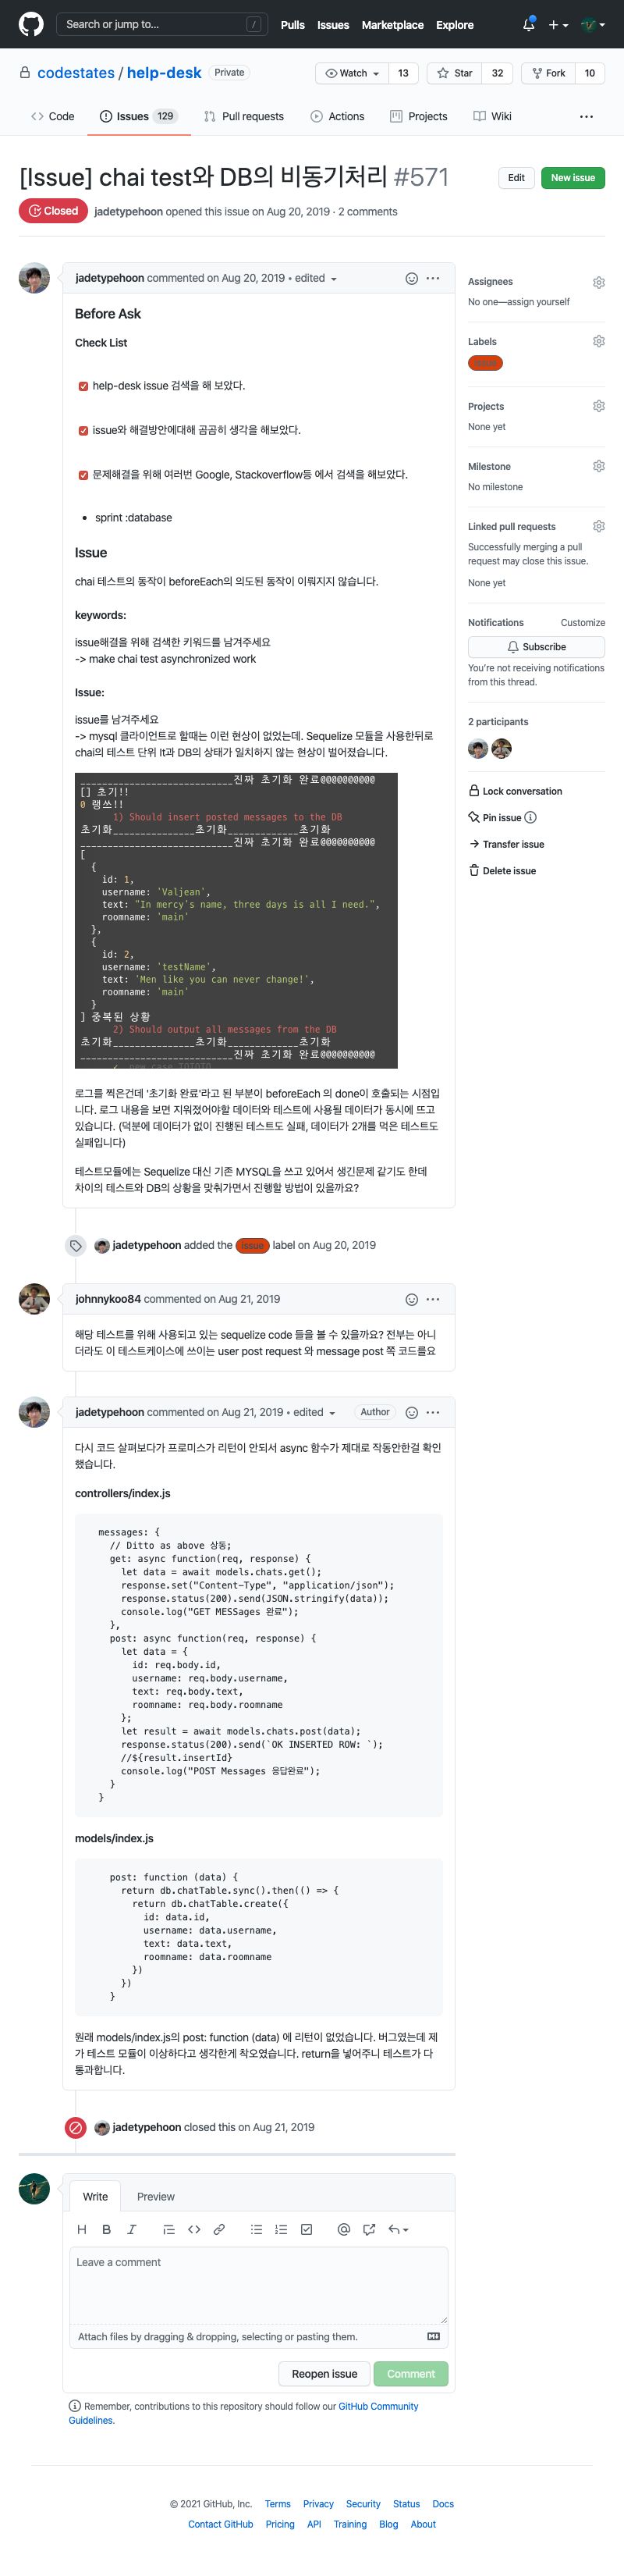 Search or jump to... /
Pulls Issues Marketplace Explore
codestates / help-desk Private
Watch 13 Star 32 Fork 10
Code Issues 129 Pull requests Actions Projects Wiki
[Issue] chai test와 DB의 비동기처리 #571
Edit New issue
Closed jadetyphoon opened this issue on Aug 20, 2019 · 2 comments
jadetypehoon commented on Aug 20, 2019 • edited
Before Ask
Check List
help-desk issue 검색을 해 보았다.
issue와 해결방안에대해 곰곰히 생각을 해보았다.
문제해결을 위해 여러번 Google, Stackoverflow등 에서 검색을 해보았다.
sprint :database
Issue
chai 테스트의 동작이 beforeEach의 의도된 동작이 이뤄지지 않습니다.
keywords:
issue해결을 위해 검색한 키워드를 남겨주세요
-> make chai test asynchronized work
Issue:
issue를 남겨주세요
-> mysql 클라이언트로 할때는 이런 현상이 없었는데. Sequelize 모듈을 사용한뒤로
chai의 테스트 단위 It과 DB의 상태가 일치하지 않는 현상이 벌어졌습니다.
___________________________진짜 초기화 완료@@@@@@@@@@
[] 초기!!
0 랭쓰!!
1) Should insert posted messages to the DB
초기화______________초기화____________초기화
___________________________진짜 초기화 완료@@@@@@@@@@
[
{
id: 1,
username: 'Valjean',
text: "In mercy's name, three days is all I need.",
roomname: 'main'
},
{
id: 2,
username: 'testName',
text: 'Men like you can never change!',
roomname: 'main'
}
] 중복된 상황
2) Should output all messages from the DB
초기화______________초기화____________초기화
___________________________진짜 초기화 완료@@@@@@@@@@
로그를 찍은건데 '초기화 완료'라고 된 부분이 beforeEach 의 done이 호출되는 시점입
니다. 로그 내용을 보면 지워졌어야할 데이터와 테스트에 사용될 데이터가 동시에 뜨고
있습니다. (덕분에 데이터가 없이 진행된 테스트도 실패, 데이터가 2개를 먹은 테스트도
실패입니다)
테스트모듈에는 Sequelize 대신 기존 MYSQL을 쓰고 있어서 생긴문제 같기도 한데
차이의 테스트와 DB의 상황을 맞춰가면서 진행할 방법이 있을까요?
jadetypehoon added the issue label on Aug 20, 2019
johnnykoo84 commented on Aug 21, 2019
해당 테스트를 위해 사용되고 있는 sequelize code 들을 볼 수 있을까요? 전부는 아니
더라도 이 테스트케이스에 쓰이는 user post request 와 message post 쪽 코드를요
jadetypehoon commented on Aug 21, 2019 • edited Author
다시 코드 살펴보다가 프로미스가 리턴이 안되서 async 함수가 제대로 작동안한걸 확인
했습니다.
controllers/index.js
messages: {
// Ditto as above 상동;
get: async function(req, response) {
let data = await models.chats.get();
response.set("Content-Type", "application/json");
response.status(200).send(JSON.stringify(data));
console.log("GET MESSages 완료");
},
post: async function(req, response) {
let data = {
id: req.body.id,
username: req.body.username,
text: req.body.text,
roomname: req.body.roomname
};
let result = await models.chats.post(data);
response.status(200).send(`OK INSERTED ROW: `);
//${result.insertId}
console.log("POST Messages 응답완료");
}
}
models/index.js
post: function (data) {
return db.chatTable.sync().then(() => {
return db.chatTable.create({
id: data.id,
username: data.username,
text: data.text,
roomname: data.roomname
})
})
}
원래 models/index.js의 post: function (data) 에 리턴이 없었습니다. 버그였는데 제
가 테스트 모듈이 이상하다고 생각한게 착오였습니다. return을 넣어주니 테스트가 다
통과합니다.
jadetypehoon closed this on Aug 21, 2019
Write Preview
Leave a comment
Attach files by dragging & dropping, selecting or pasting them.
Reopen issue Comment
Remember, contributions to this repository should follow our GitHub Community
Guidelines.
Assignees
No one—assign yourself
Labels
issue
Projects
None yet
Milestone
No milestone
Linked pull requests
Successfully merging a pull
request may close this issue.
None yet
Notifications Customize
Subscribe
You're not receiving notifications
from this thread.
2 participants
Lock conversation
Pin issue
Transfer issue
Delete issue
© 2021 GitHub, Inc. Terms Privacy Security Status Docs
Contact GitHub Pricing API Training Blog About